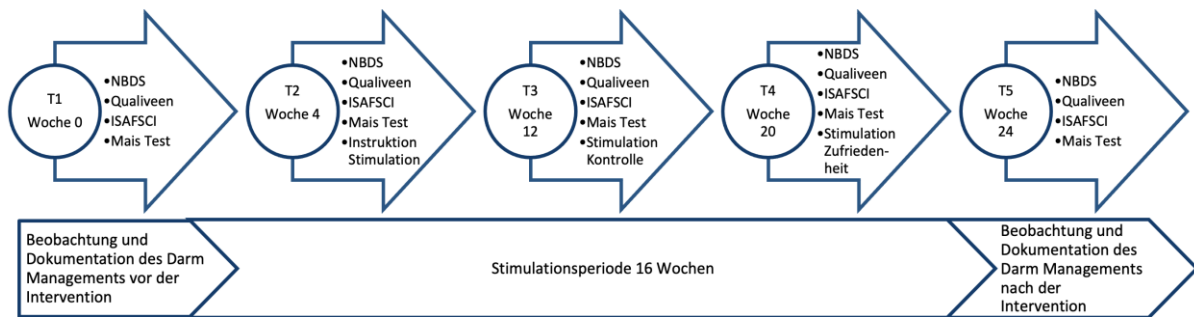 T1
Woche 0
•NBDS
•Qualiveen
•ISAFSCI
•Mais Test
T2
Woche 4
•NBDS
•Qualiveen
•ISAFSCI
•Mais Test
•Instruktion
Stimulation
T3
Woche
12
•NBDS
•Qualiveen
•ISAFSCI
•Mais Test
•Stimulation
Kontrolle
T4
Woche
20
•NBDS
•Qualiveen
•ISAFSCI
•Mais Test
•Stimulation
Zufrieden-
heit
T5
Woche
24
•NBDS
•Qualiveen
•ISAFSCI
•Mais Test
Beobachtung und
Dokumentation des Darm
Managements vor der
Intervention
Stimulationsperiode 16 Wochen
Beobachtung und
Dokumentation des
Darm Managements
nach der
Intervention